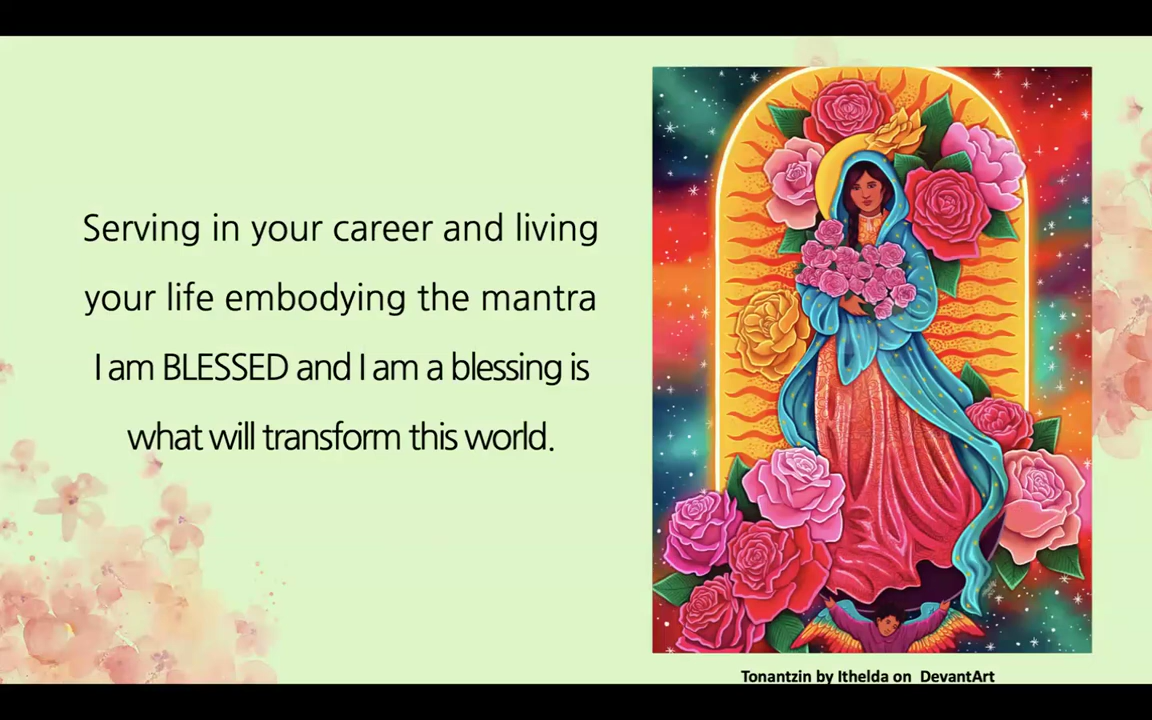 Serving in your career and living
your life embodying the mantra
I am BLESSED and I am a blessing is
what will transform this world.
Tonantzin by Ithelda on DevantArt